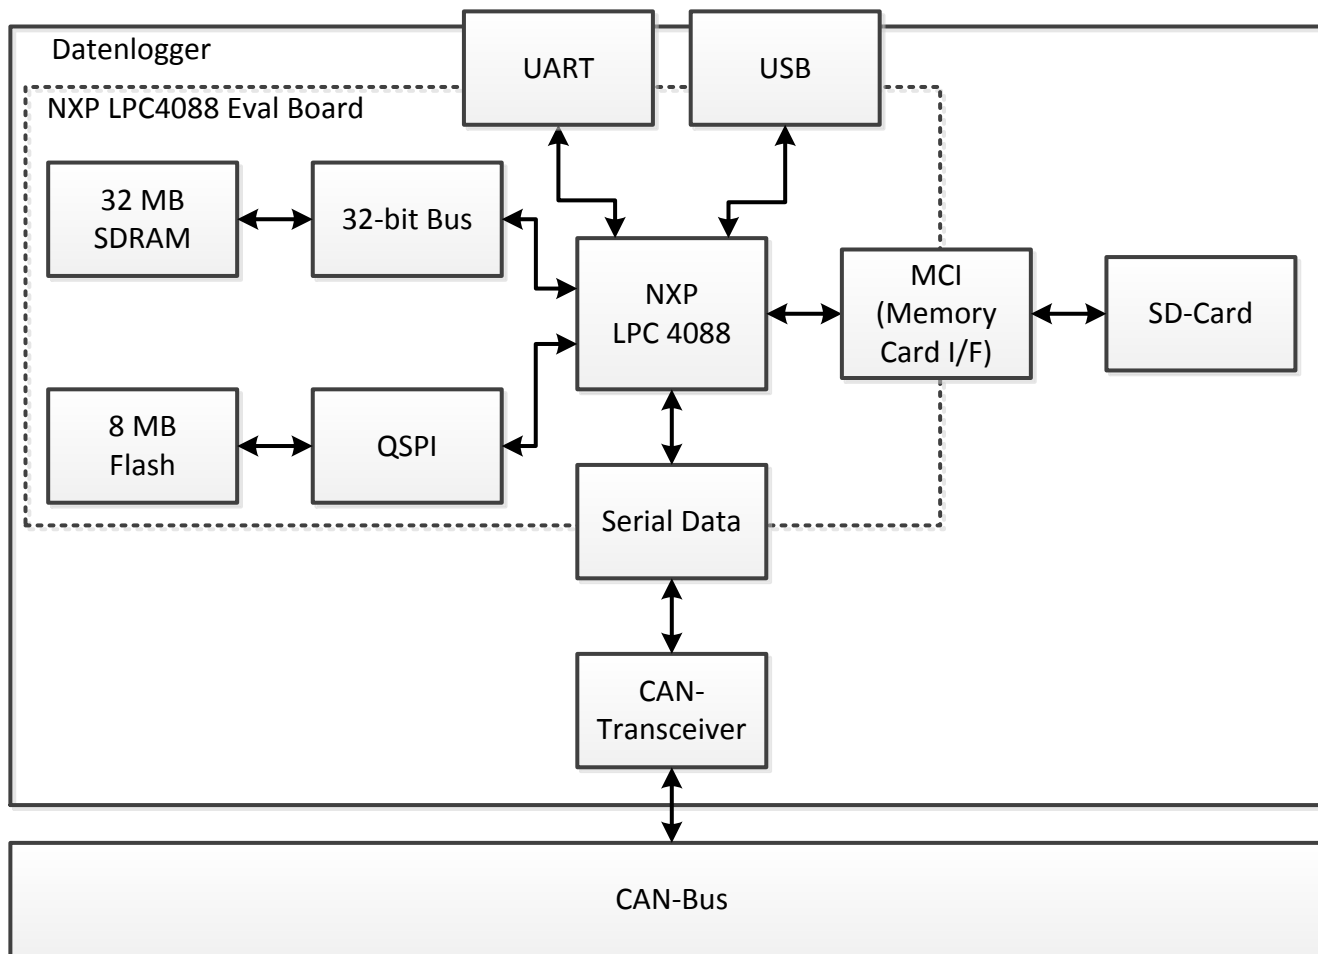 Datenlogger
UART
USB
NXP LPC4088 Eval Board
32 MB
SDRAM
32-bit Bus
NXP
LPC 4088
MCI
(Memory
Card I/F)
SD-Card
8 MB
Flash
QSPI
Serial Data
CAN-
Transceiver
CAN-Bus